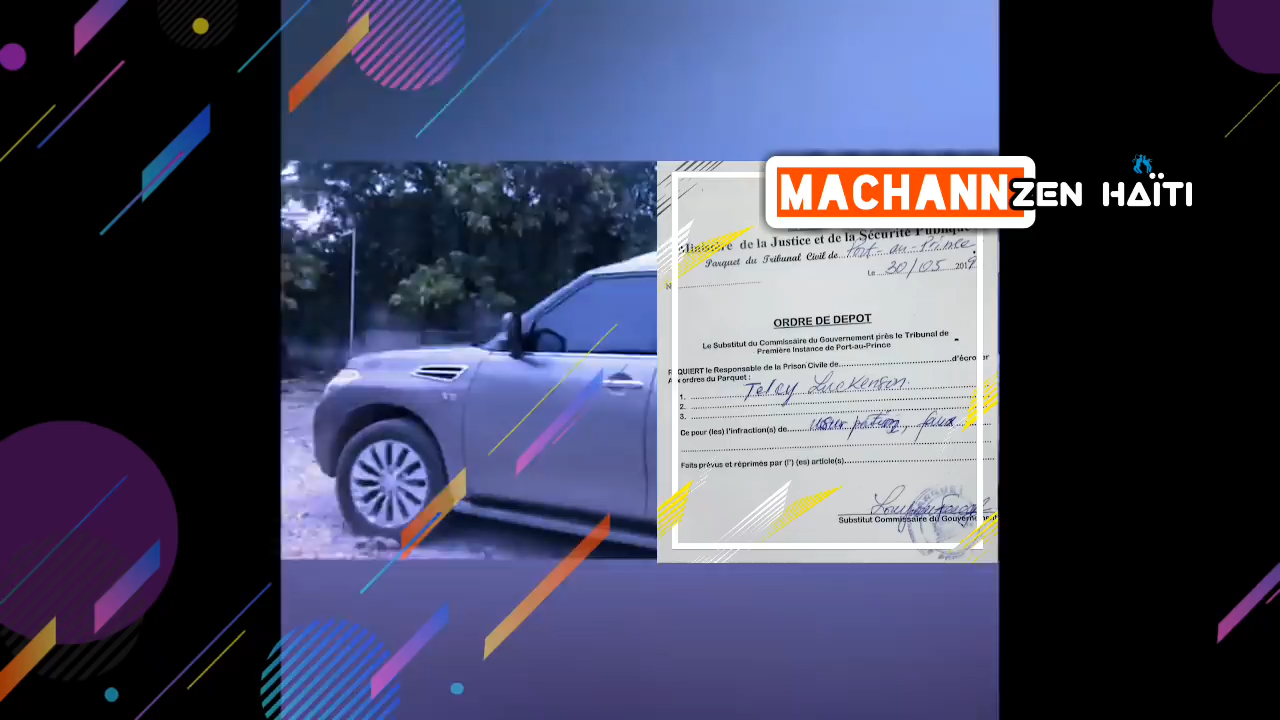 MACHANN ZEN HAÏTI
Ministère de la Justice et de la Sécurité Publique
Parquet du Tribunal Civil de Port-au-Prince
Le 30/05 2019
ORDRE DE DEPOT
Le Substitut du Commissaire du Gouvernement près le Tribunal de
Première Instance de Port-au-Prince
REQUIERT le Responsable de la Prison Civile de d'écrouer
Aux ordres du Parquet :
1. Telcy Luckenson.
2.
3.
Ce pour (les) l'infraction(s) de usurpation, faux
Faits prévus et réprimés par (l') (es) article(s)
Substitut Commissaire du Gouvernement